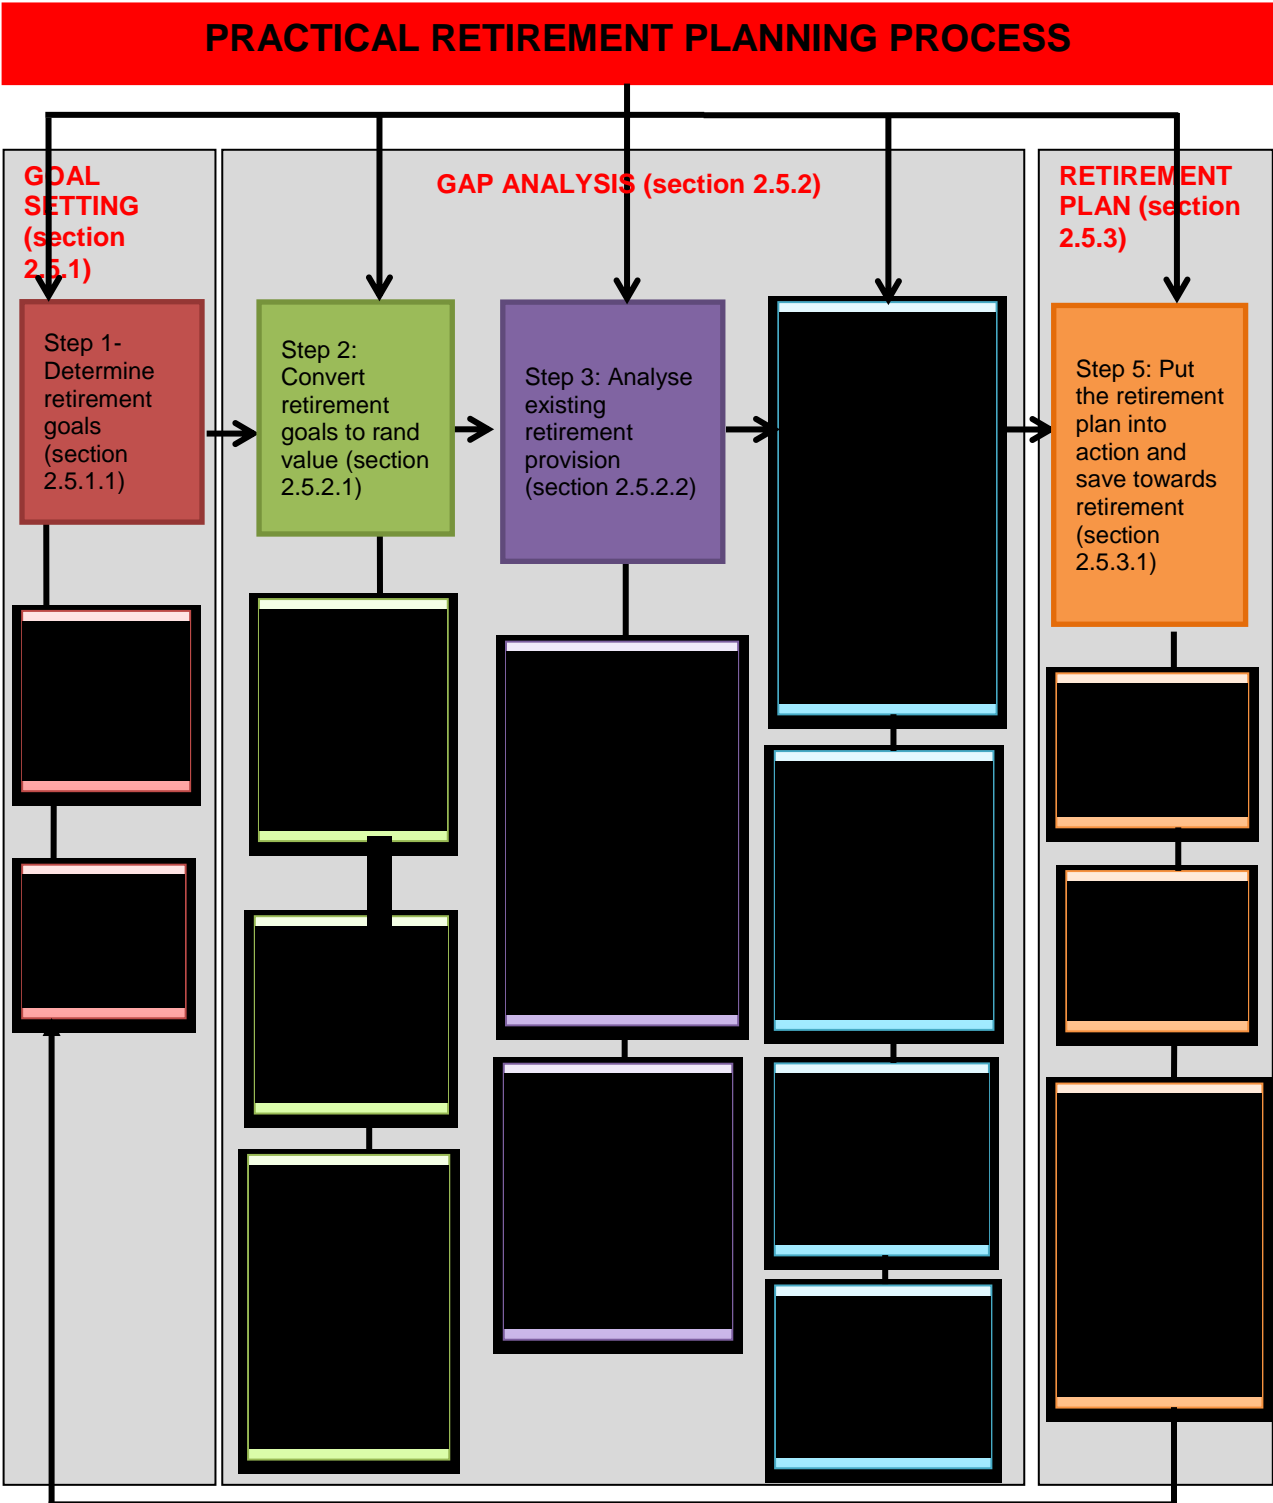 PRACTICAL RETIREMENT PLANNING PROCESS
GOAL
SETTING
(section
2.5.1)
GAP ANALYSIS (section 2.5.2)
RETIREMENT
PLAN (section
2.5.3)
Step 1-
Determine
retirement
goals
(section
2.5.1.1)
Step 2:
Convert
retirement
goals to rand
value (section
2.5.2.1)
Step 3: Analyse
existing
retirement
provision
(section 2.5.2.2)
Step 5: Put
the retirement
plan into
action and
save towards
retirement
(section
2.5.3.1)